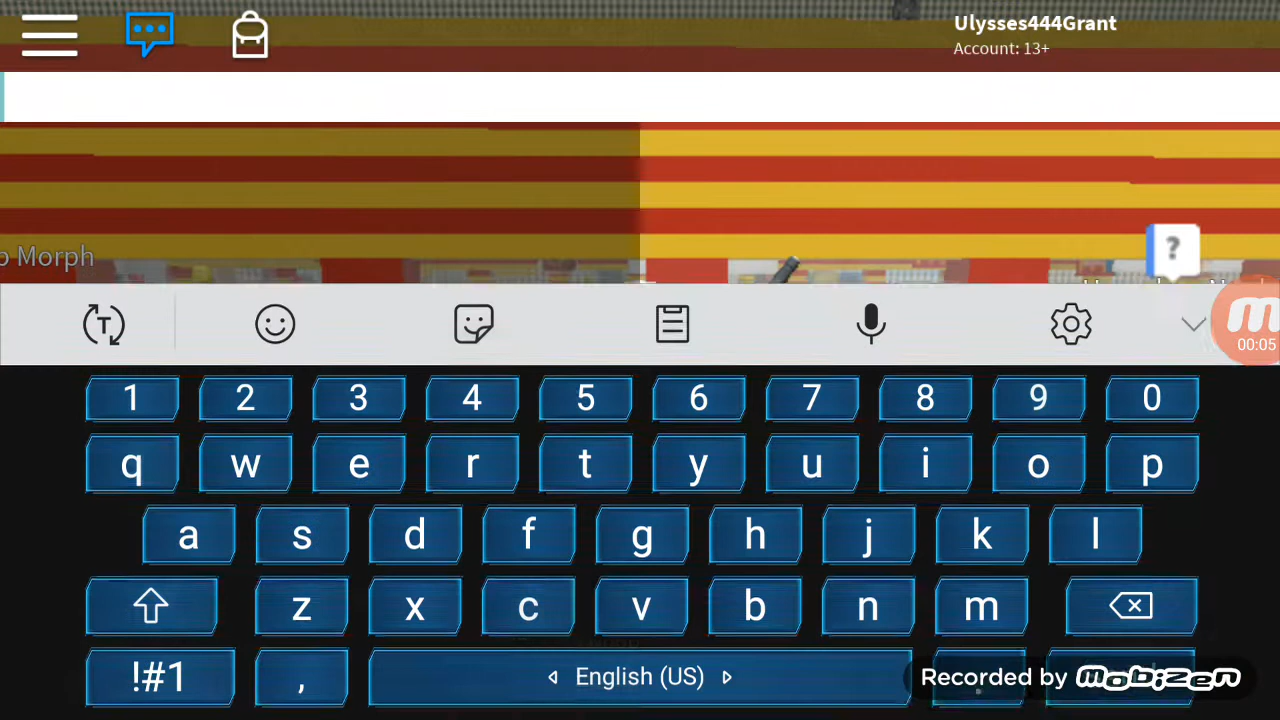 Ulysses444Grant
Account: 13+
o Morph
?
T
00:05
1 2 3 4 5 6 7 8 9 0
q w e r t y u i o p
a s d f g h j k l
z x c v b n m
!#1 , English (US) .
Recorded by mobizen